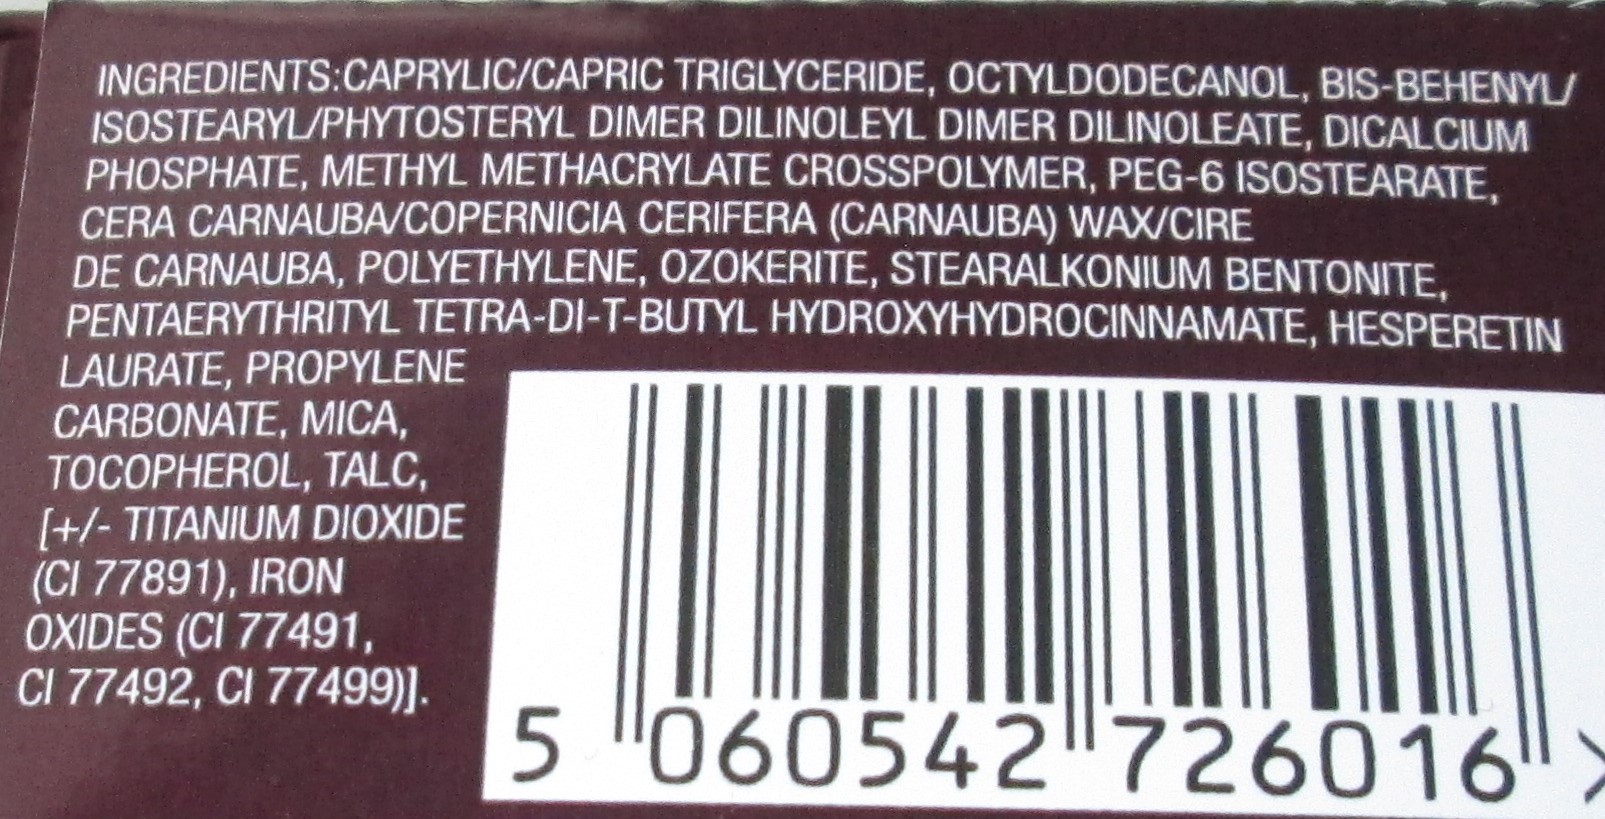 INGREDIENTS:CAPRYLIC/CAPRIC TRIGLYCERIDE, OCTYLDODECANOL, BIS-BEHENYL/
ISOSTEARYL/PHYTOSTERYL DIMER DILINOLEYL DIMER DILINOLEATE, DICALCIUM
PHOSPHATE, METHYL METHACRYLATE CROSSPOLYMER, PEG-6 ISOSTEARATE,
CERA CARNAUBA/COPERNICIA CERIFERA (CARNAUBA) WAX/CIRE
DE CARNAUBA, POLYETHYLENE, OZOKERITE, STEARALKONIUM BENTONITE,
PENTAERYTHRITYL TETRA-DI-T-BUTYL HYDROXYHYDROCINNAMATE, HESPERETIN
LAURATE, PROPYLENE
CARBONATE, MICA,
TOCOPHEROL, TALC,
[+/- TITANIUM DIOXIDE
(CI 77891), IRON
OXIDES (CI 77491,
CI 77492, CI 77499)].
5 060542 726016 >